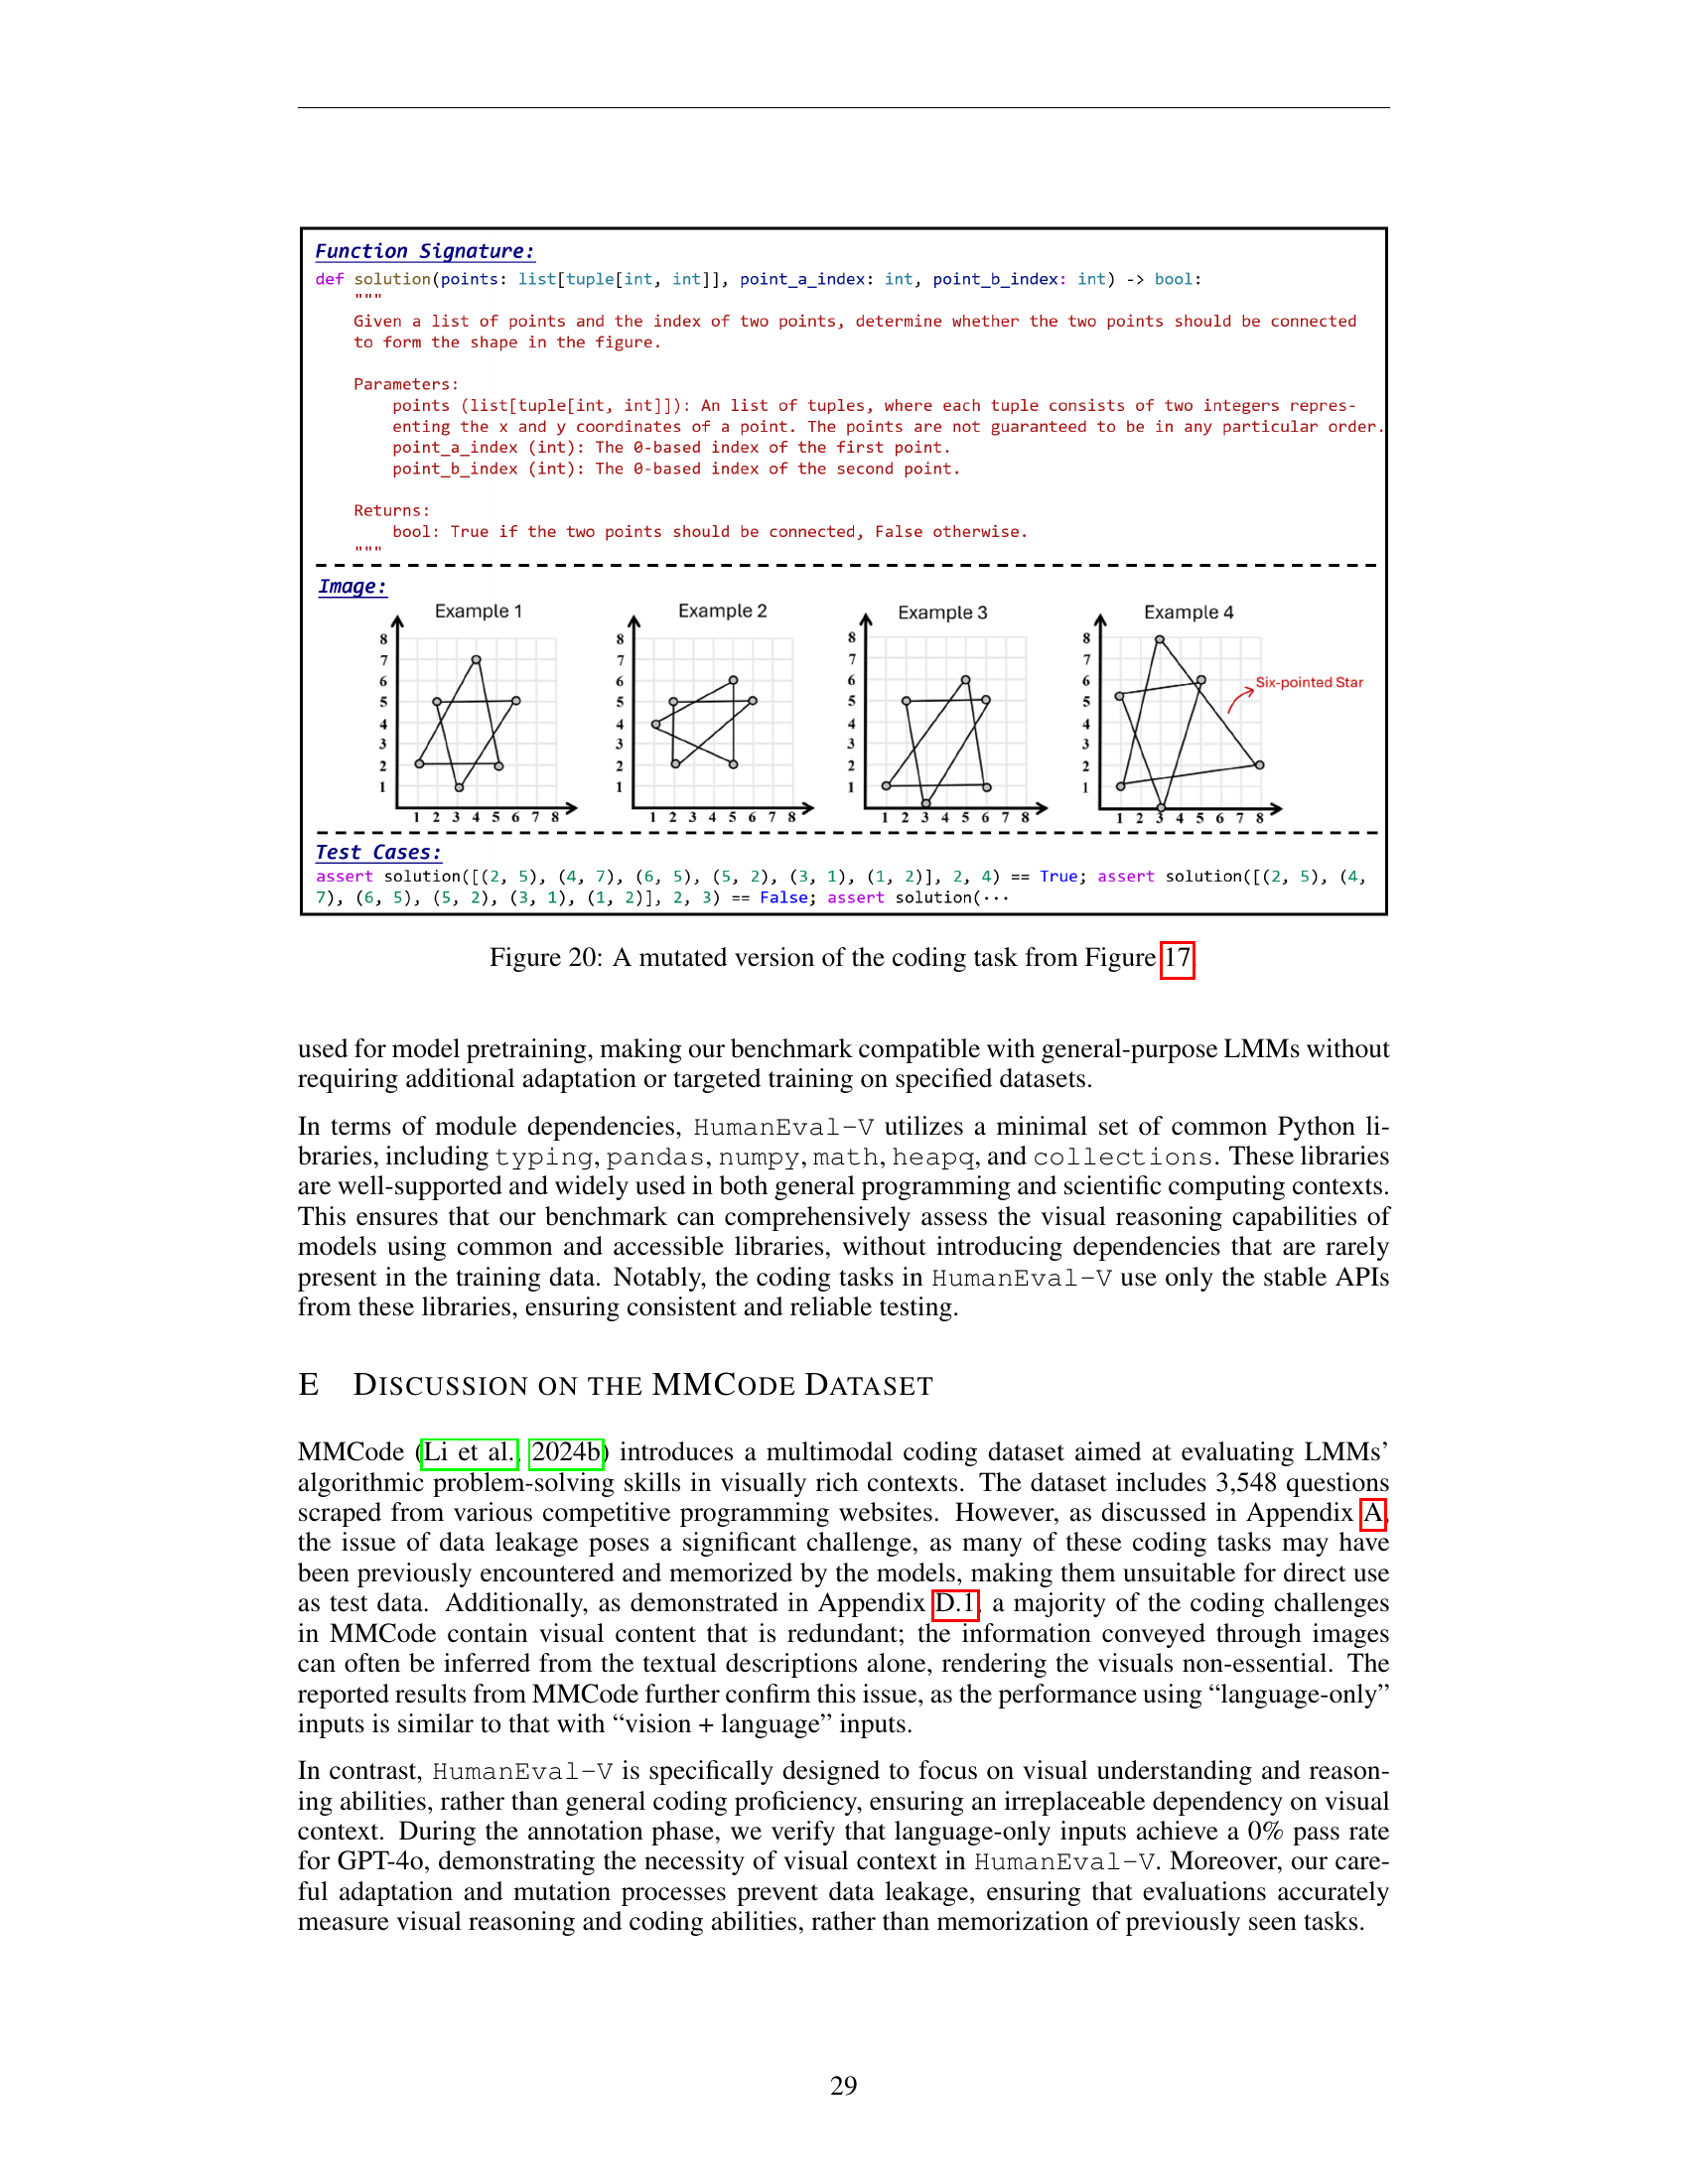 Function Signature:
def solution(points: list[tuple[int, int]], point_a_index: int, point_b_index: int) -> bool:
"""
Given a list of points and the index of two points, determine whether the two points should be connected
to form the shape in the figure.
Parameters:
points (list[tuple[int, int]]): An list of tuples, where each tuple consists of two integers repres-
enting the x and y coordinates of a point. The points are not guaranteed to be in any particular order.
point_a_index (int): The 0-based index of the first point.
point_b_index (int): The 0-based index of the second point.
Returns:
bool: True if the two points should be connected, False otherwise.
"""
Image:
Example 1
8
7
6
5
4
3
2
1
1 2 3 4 5 6 7 8
Example 2
8
7
6
5
4
3
2
1
1 2 3 4 5 6 7 8
Example 3
8
7
6
5
4
3
2
1
1 2 3 4 5 6 7 8
Example 4
8
7
6
5
4
3
2
1
1 2 3 4 5 6 7 8
Six-pointed Star
Test Cases:
assert solution([(2, 5), (4, 7), (6, 5), (5, 2), (3, 1), (1, 2)], 2, 4) == True; assert solution([(2, 5), (4,
7), (6, 5), (5, 2), (3, 1), (1, 2)], 2, 3) == False; assert solution(···
Figure 20: A mutated version of the coding task from Figure 17.
used for model pretraining, making our benchmark compatible with general-purpose LMMs without
requiring additional adaptation or targeted training on specified datasets.
In terms of module dependencies, HumanEval-V utilizes a minimal set of common Python li-
braries, including typing, pandas, numpy, math, heapq, and collections. These libraries
are well-supported and widely used in both general programming and scientific computing contexts.
This ensures that our benchmark can comprehensively assess the visual reasoning capabilities of
models using common and accessible libraries, without introducing dependencies that are rarely
present in the training data. Notably, the coding tasks in HumanEval-V use only the stable APIs
from these libraries, ensuring consistent and reliable testing.
E DISCUSSION ON THE MMCODE DATASET
MMCode (Li et al., 2024b) introduces a multimodal coding dataset aimed at evaluating LMMs’
algorithmic problem-solving skills in visually rich contexts. The dataset includes 3,548 questions
scraped from various competitive programming websites. However, as discussed in Appendix A,
the issue of data leakage poses a significant challenge, as many of these coding tasks may have
been previously encountered and memorized by the models, making them unsuitable for direct use
as test data. Additionally, as demonstrated in Appendix D.1, a majority of the coding challenges
in MMCode contain visual content that is redundant; the information conveyed through images
can often be inferred from the textual descriptions alone, rendering the visuals non-essential. The
reported results from MMCode further confirm this issue, as the performance using “language-only”
inputs is similar to that with “vision + language” inputs.
In contrast, HumanEval-V is specifically designed to focus on visual understanding and reason-
ing abilities, rather than general coding proficiency, ensuring an irreplaceable dependency on visual
context. During the annotation phase, we verify that language-only inputs achieve a 0% pass rate
for GPT-4o, demonstrating the necessity of visual context in HumanEval-V. Moreover, our care-
ful adaptation and mutation processes prevent data leakage, ensuring that evaluations accurately
measure visual reasoning and coding abilities, rather than memorization of previously seen tasks.
29